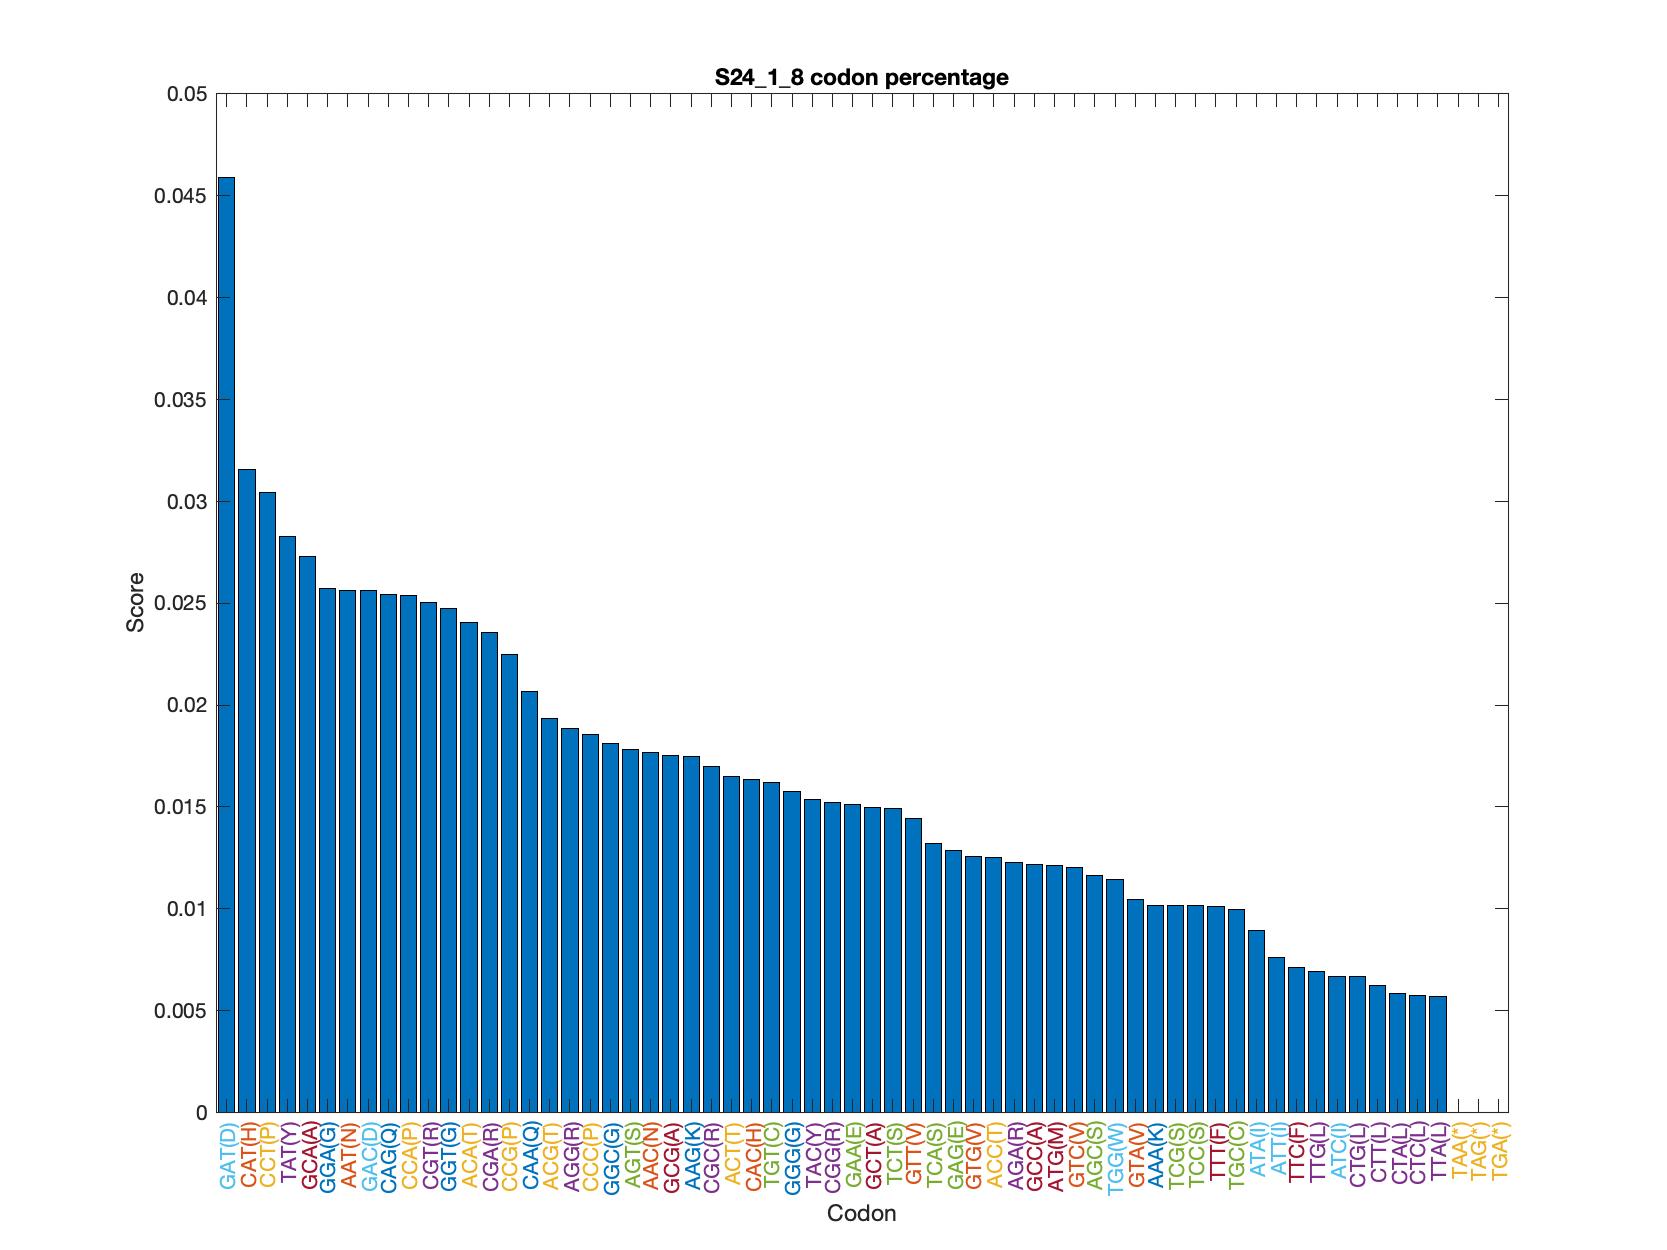 S24_1_8 codon percentage
0.05
0.045
0.04
0.035
0.03
0.025
0.02
0.015
0.01
0.005
0
Score
GAT(D)
CAT(H)
CCT(P)
TAT(Y)
GCA(A)
GGA(G)
AAT(N)
GAC(D)
CAG(Q)
CCA(P)
CGT(R)
GGT(G)
ACA(T)
CGA(R)
CCG(P)
CAA(Q)
ACG(T)
AGG(R)
CCC(P)
GGC(G)
AGT(S)
AAC(N)
GCG(A)
AAG(K)
CGC(R)
ACT(T)
CAC(H)
TGT(C)
GGG(G)
TAC(Y)
CGG(R)
GAA(E)
GCT(A)
TCT(S)
GTT(V)
TCA(S)
GAG(E)
GTG(V)
ACC(T)
AGA(R)
GCC(A)
ATG(M)
GTC(V)
AGC(S)
TGG(W)
GTA(V)
AAA(K)
TCG(S)
TCC(S)
TTT(F)
TGC(C)
ATA(I)
ATT(I)
TTC(F)
TTG(L)
ATC(I)
CTG(L)
CTT(L)
CTA(L)
CTC(L)
TTA(L)
TAA(*)
TAG(*)
TGA(*)
Codon